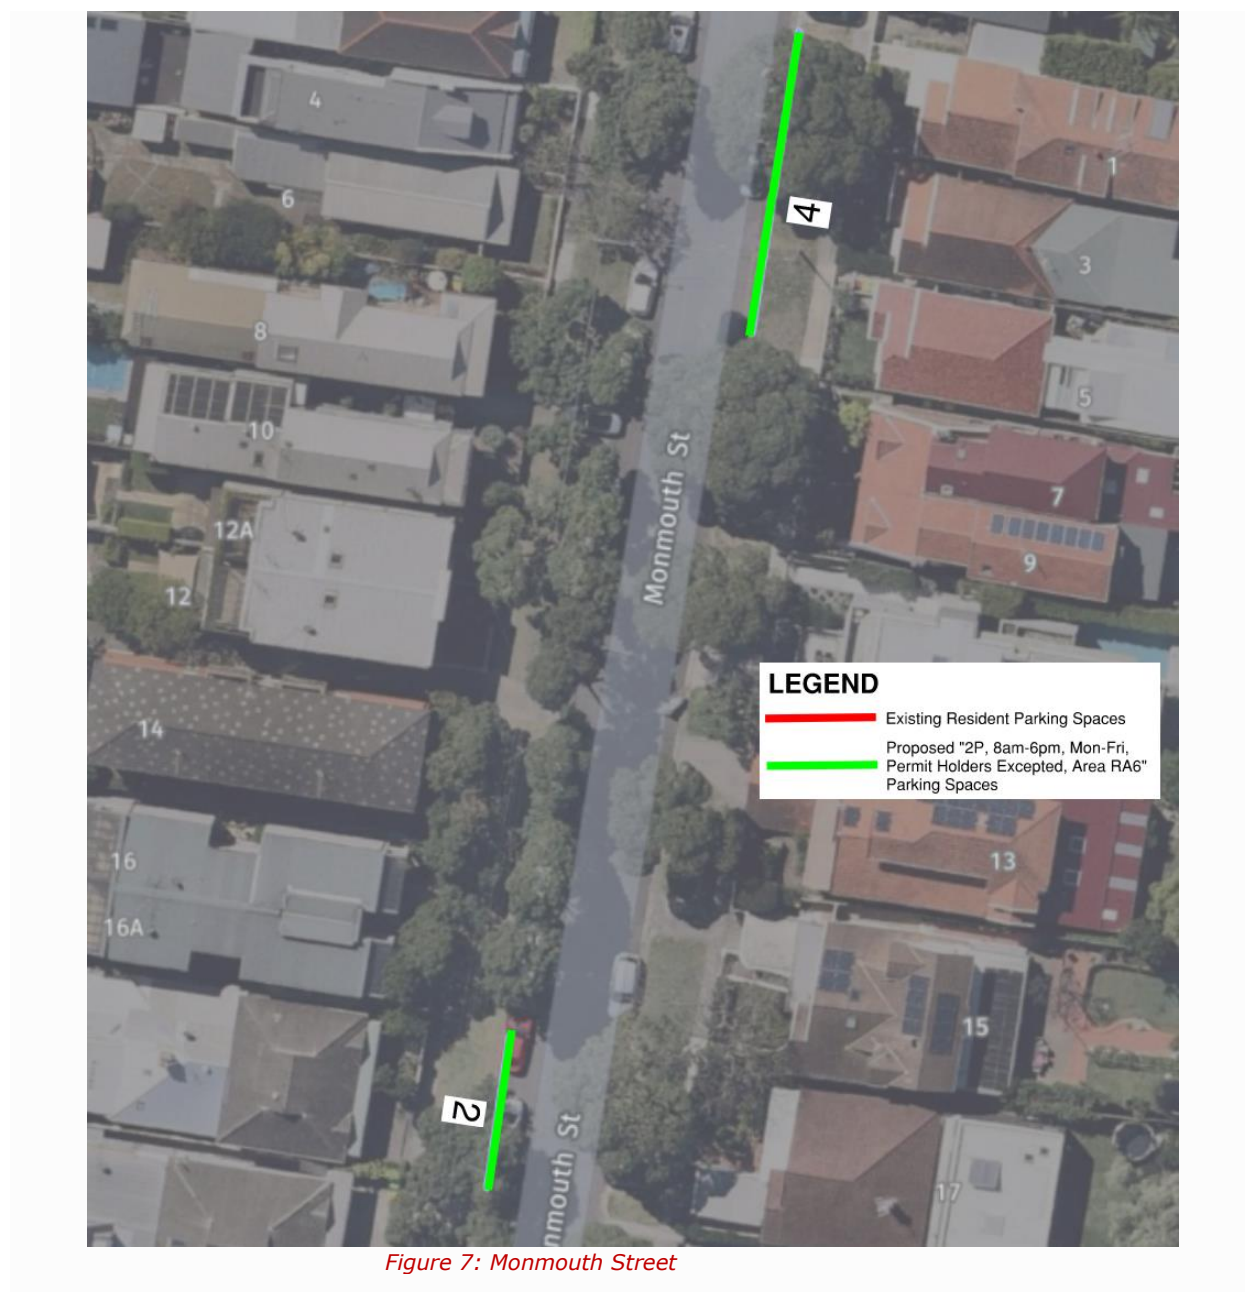 4
1
4
6
3
8
5
10
Monmouth St
7
12A
9
12
LEGEND
Existing Resident Parking Spaces
Proposed "2P, 8am-6pm, Mon-Fri,
Permit Holders Excepted, Area RA6"
Parking Spaces
14
16
13
16A
15
2
nmouth St
17
Figure 7: Monmouth Street